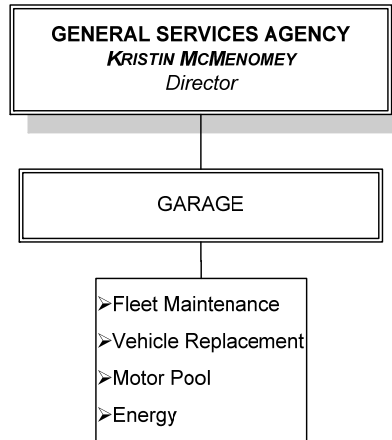 GENERAL SERVICES AGENCY
KRISTIN MCMENOMEY
Director
GARAGE
➢Fleet Maintenance
➢Vehicle Replacement
➢Motor Pool
➢Energy